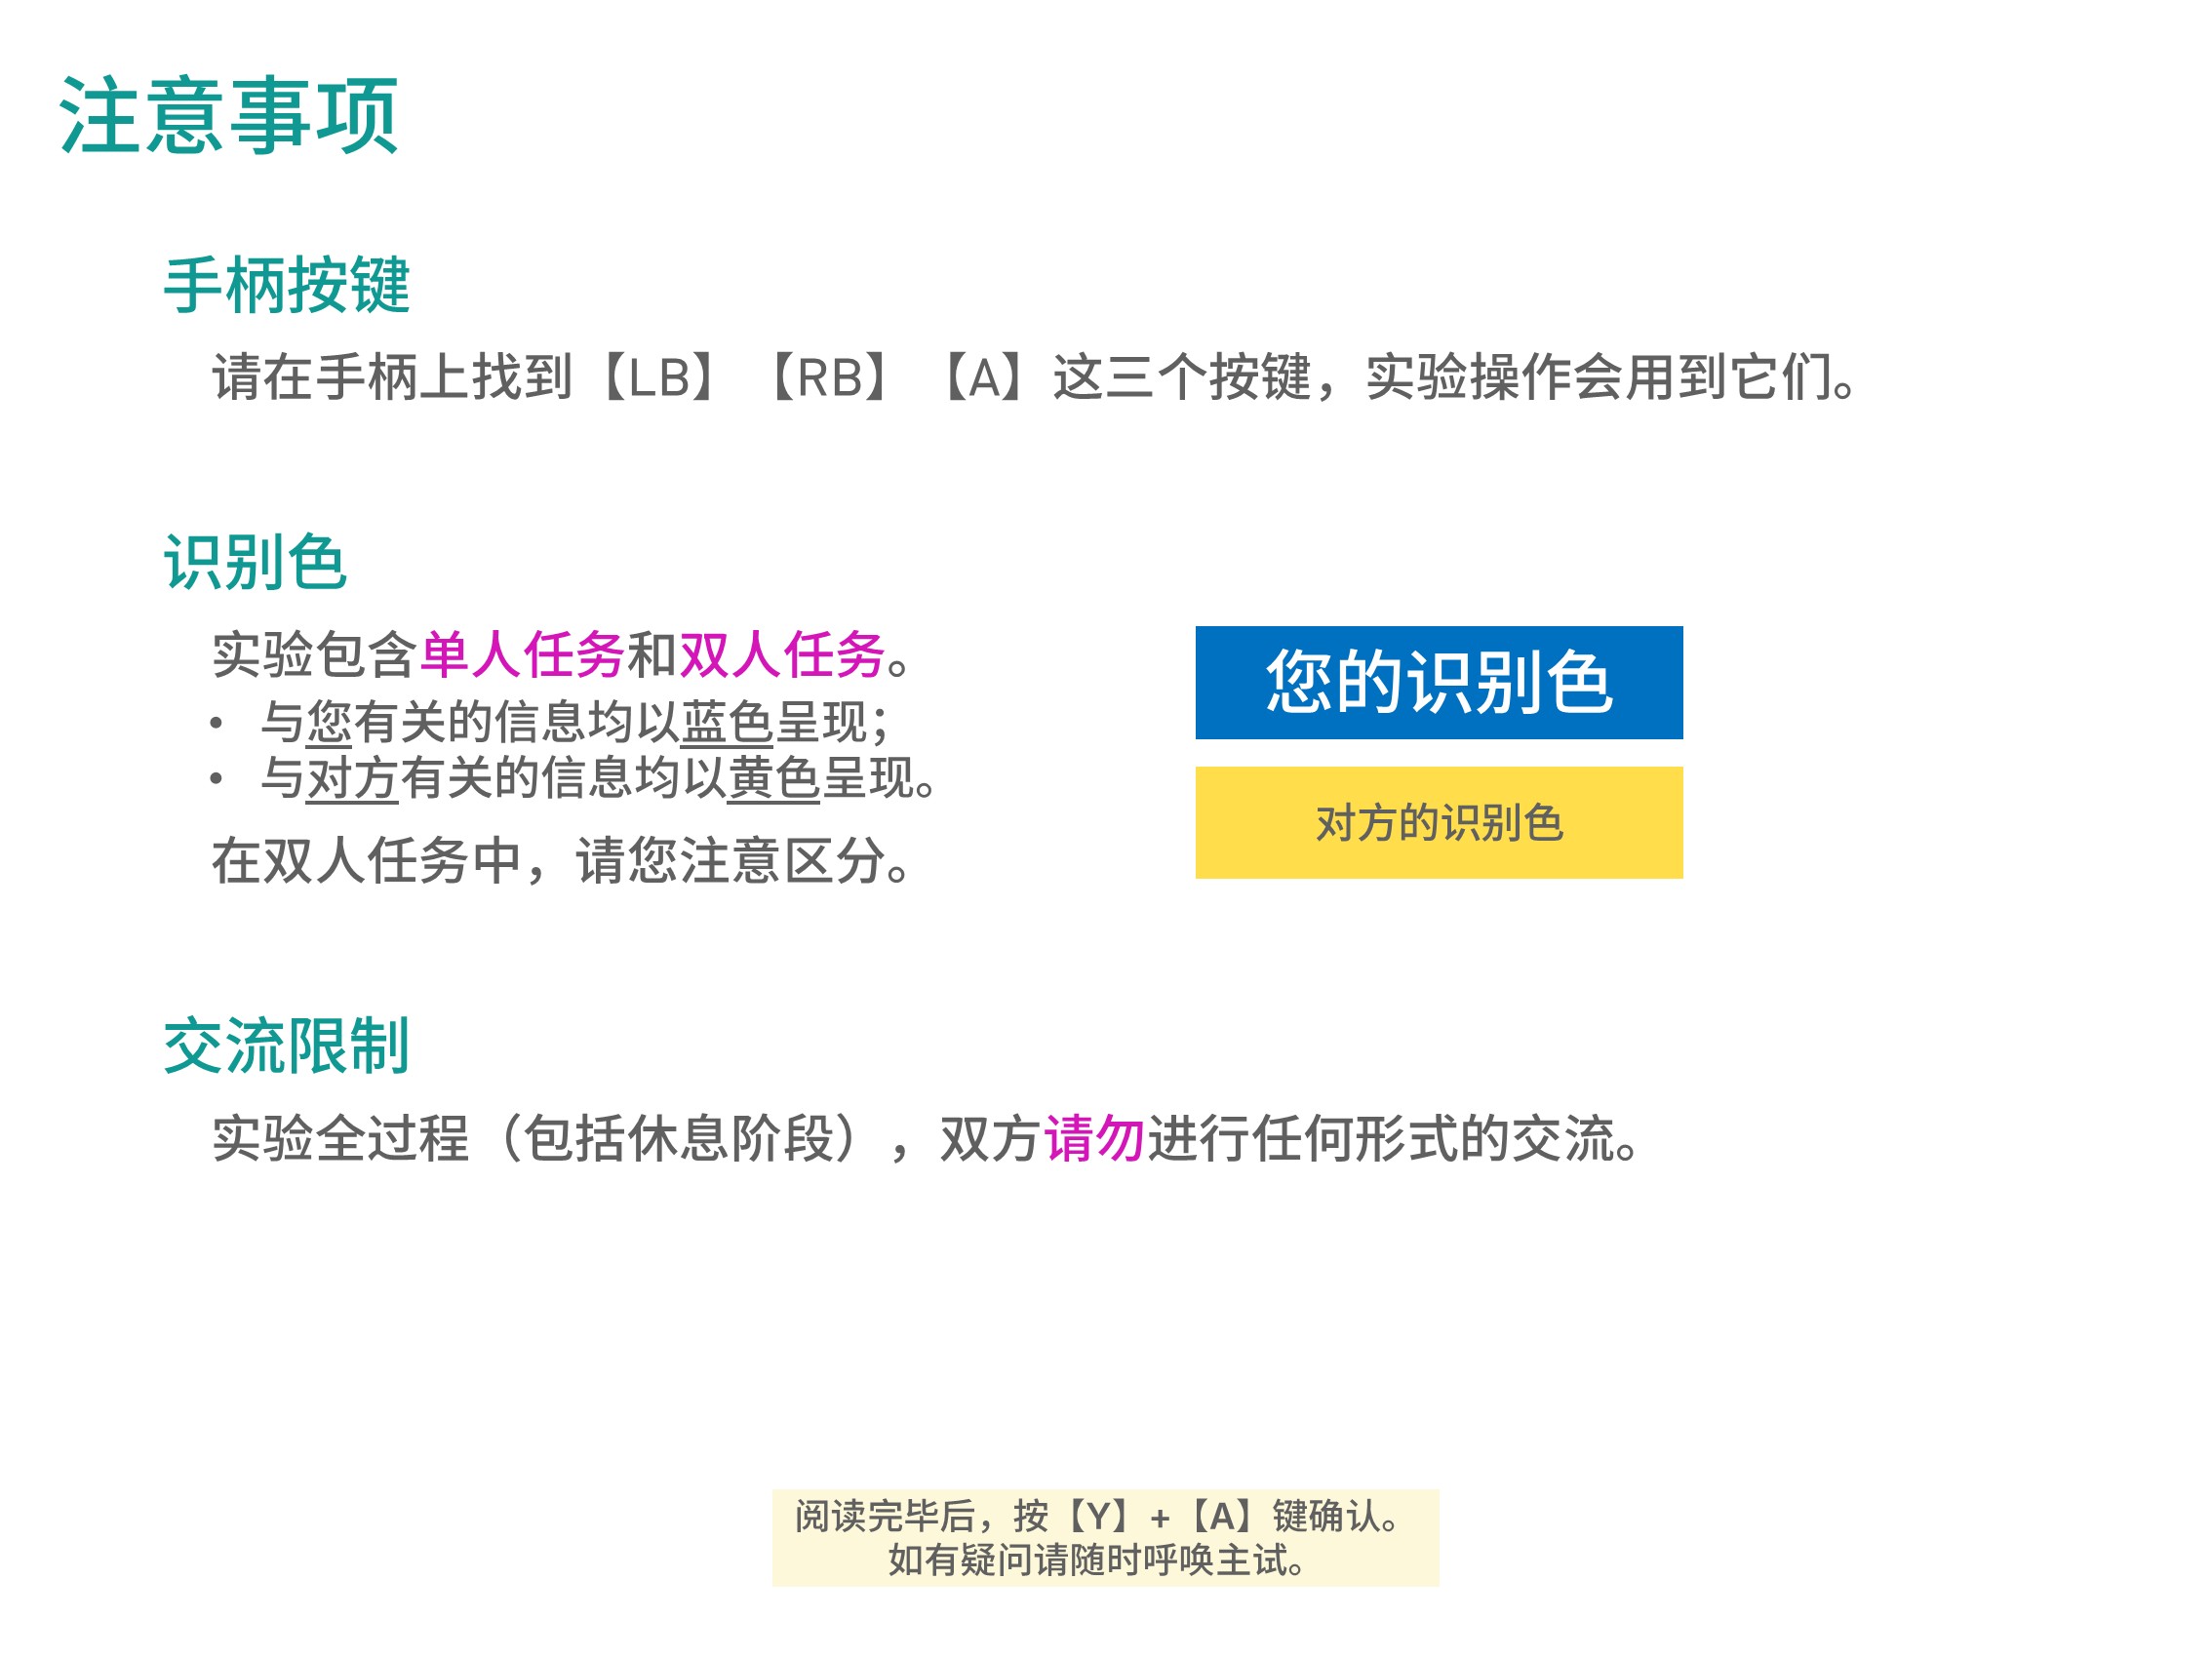 注意事项
手柄按键
请在手柄上找到【LB】 【RB】 【A】这三个按键，实验操作会用到它们。
识别色
实验包含单人任务和双人任务。
• 与您有关的信息均以蓝色呈现；
• 与对方有关的信息均以黄色呈现。
在双人任务中，请您注意区分。
您的识别色
对方的识别色
交流限制
实验全过程（包括休息阶段），双方请勿进行任何形式的交流。
阅读完毕后，按【Y】+【A】键确认。
如有疑问请随时呼唤主试。